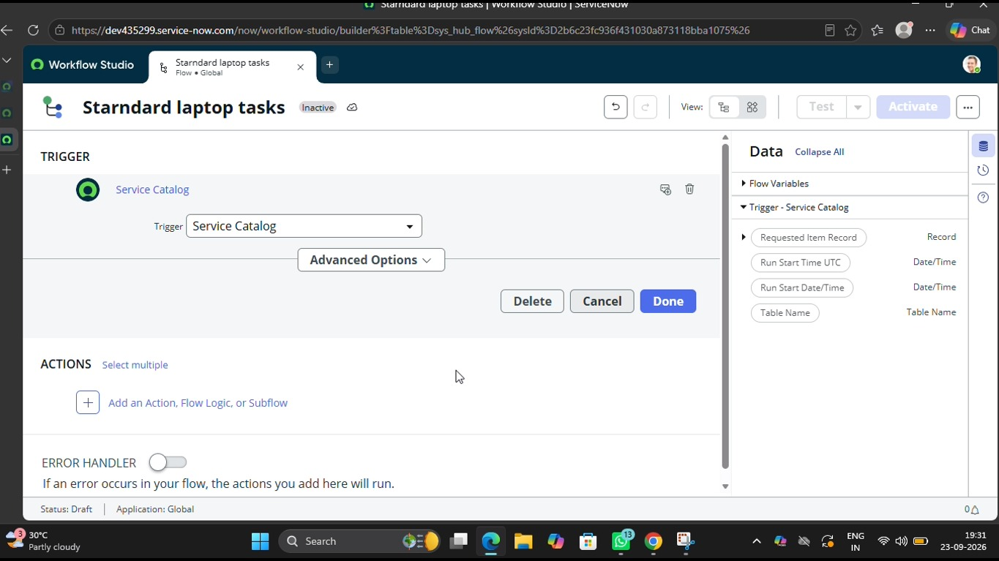 Starndard laptop tasks | Workflow Studio | ServiceNow
https://dev435299.service-now.com/now/workflow-studio/builder%3Ftable%3Dsys_hub_flow%26sysId%3D2b6c23fc936f431030a873118bba1075%26
Chat
Workflow Studio
Starndard laptop tasks
Flow • Global
Starndard laptop tasks
Inactive
View:
Test
Activate
TRIGGER
Service Catalog
Trigger
Service Catalog
Advanced Options
Delete
Cancel
Done
ACTIONS
Select multiple
Add an Action, Flow Logic, or Subflow
ERROR HANDLER
If an error occurs in your flow, the actions you add here will run.
Data
Collapse All
Flow Variables
Trigger - Service Catalog
Requested Item Record Record
Run Start Time UTC Date/Time
Run Start Date/Time Date/Time
Table Name Table Name
Status: Draft
Application: Global
0
3
30°C
Partly cloudy
Search
13
ENG
IN
19:31
23-09-2026